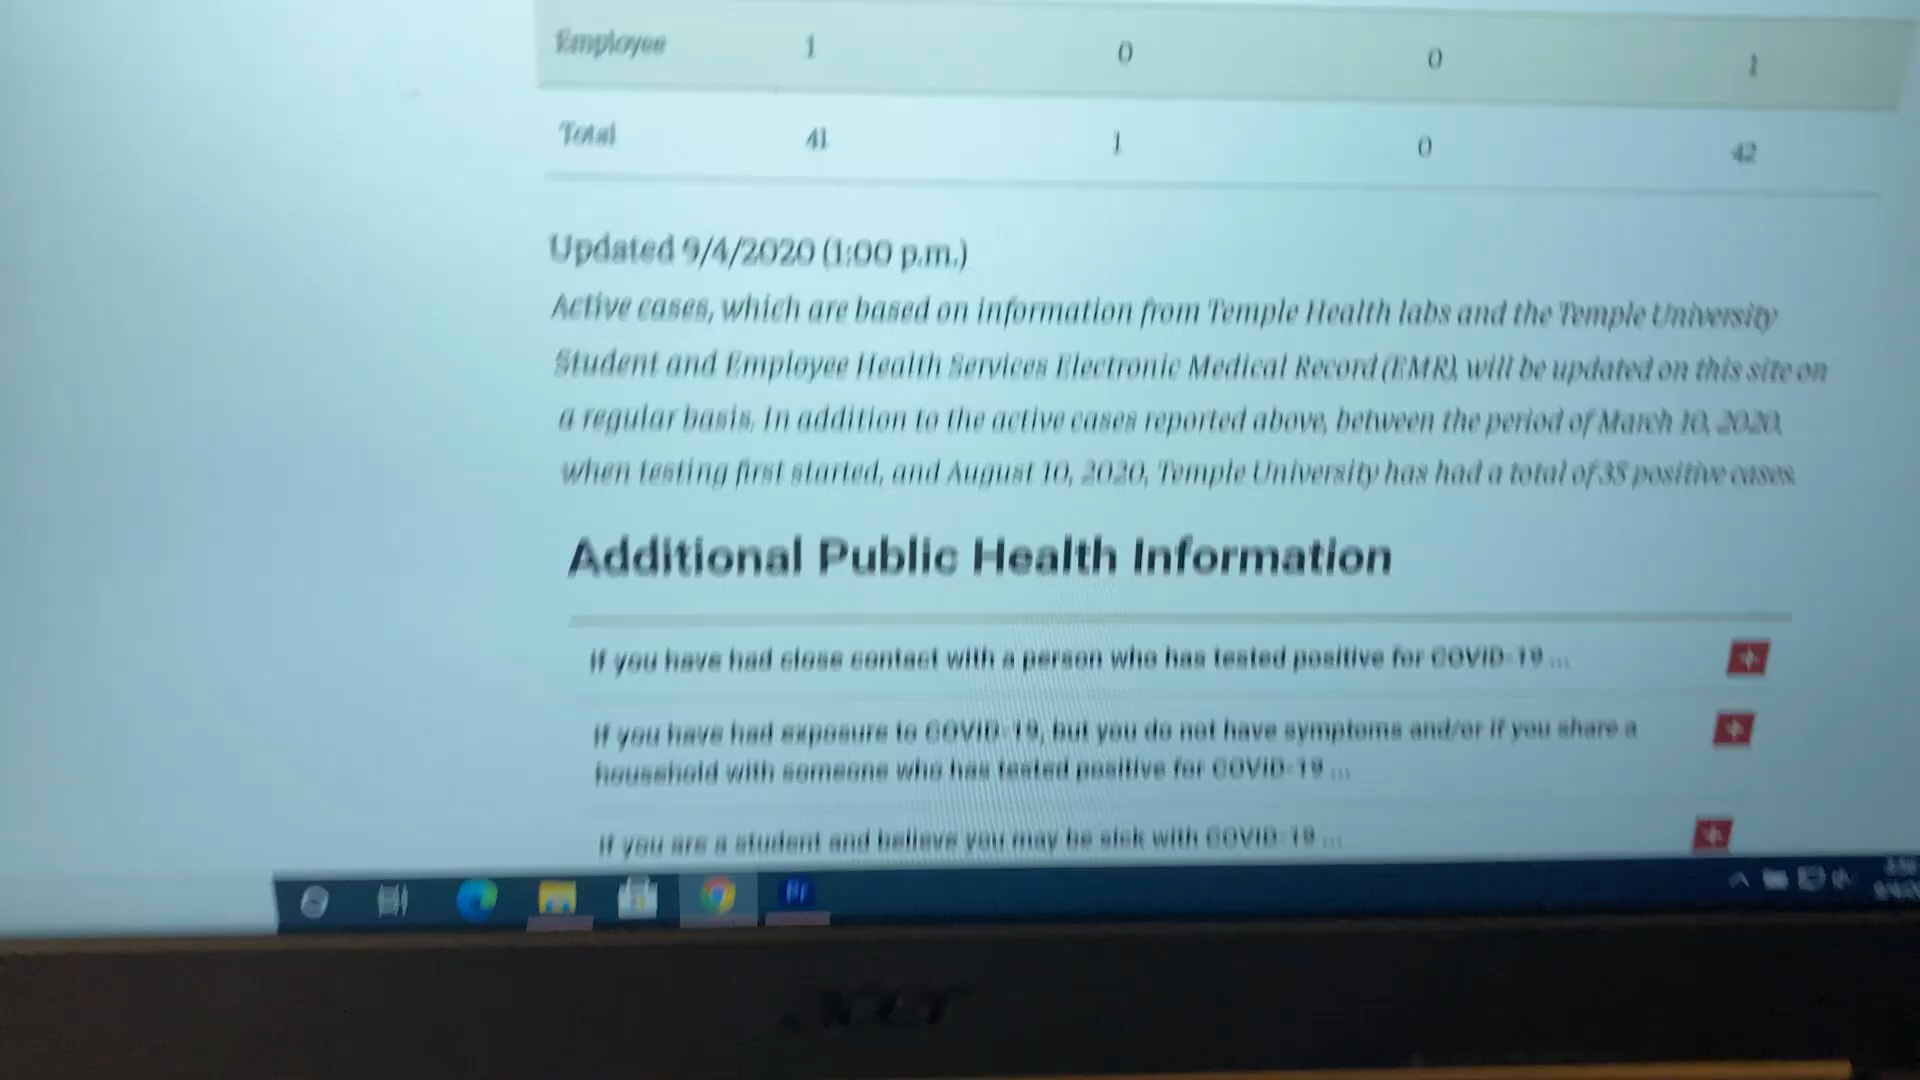 Employee 1 0 0 1
Total 41 1 0 42
Updated 9/4/2020 (1:00 p.m.)
Active cases, which are based on information from Temple Health labs and the Temple University
Student and Employee Health Services Electronic Medical Record (EMR), will be updated on this site on
a regular basis. In addition to the active cases reported above, between the period of March 10, 2020,
when testing first started, and August 10, 2020, Temple University has had a total of 35 positive cases.
Additional Public Health Information
If you have had close contact with a person who has tested positive for COVID-19 ...
If you have had exposure to COVID-19, but you do not have symptoms and/or if you share a
household with someone who has tested positive for COVID-19 ...
If you are a student and believe you may be sick with COVID-19 ...
Pr
acer